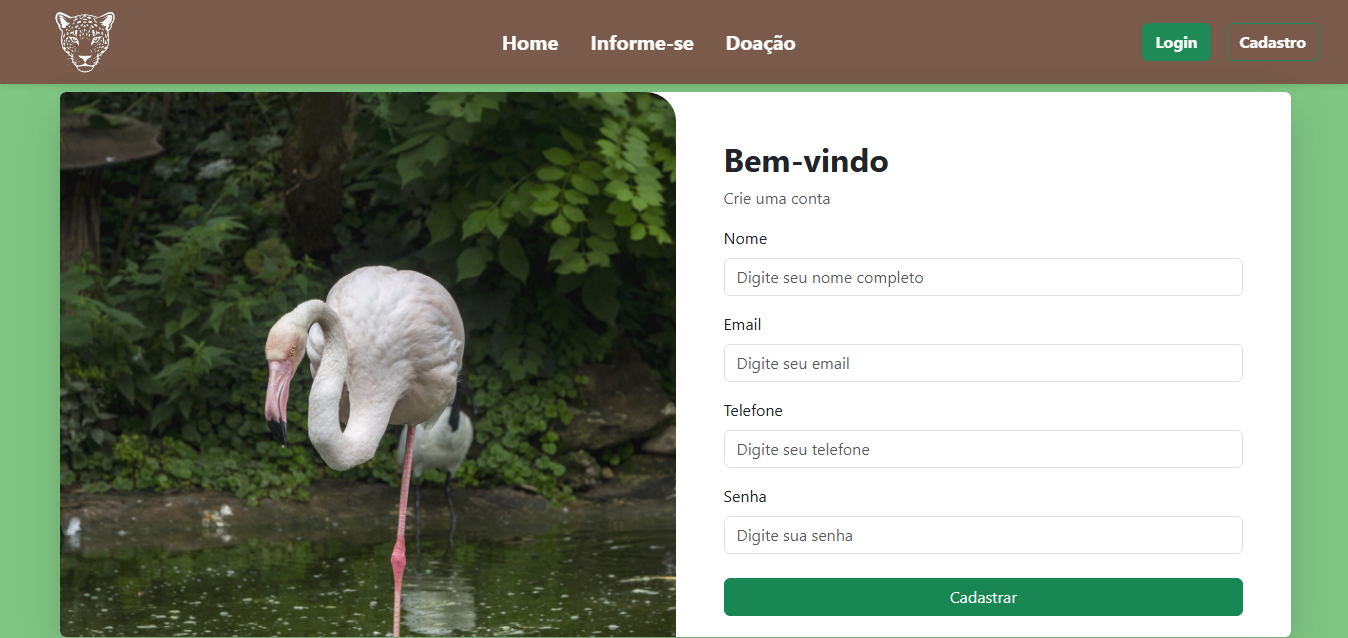 Home Informe-se Doação Login Cadastro
Bem-vindo
Crie uma conta
Nome
Digite seu nome completo
Email
Digite seu email
Telefone
Digite seu telefone
Senha
Digite sua senha
Cadastrar